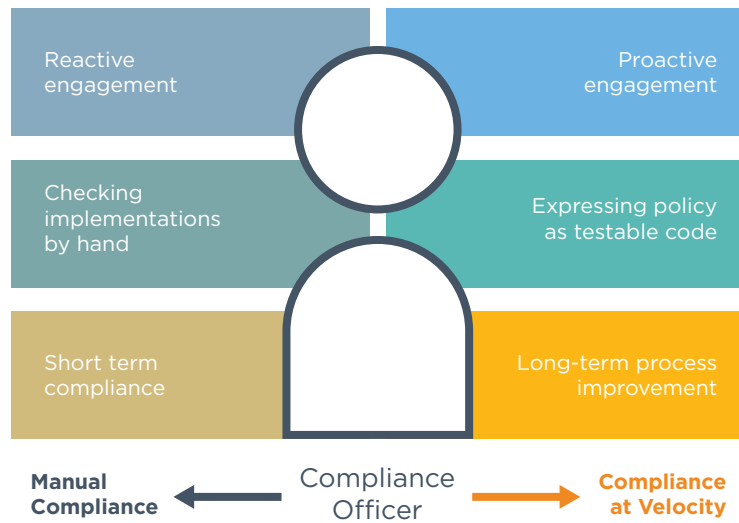 Reactive
engagement
Proactive
engagement
Checking
implementations
by hand
Expressing policy
as testable code
Short term
compliance
Long-term process
improvement
Manual
Compliance
Compliance
Officer
Compliance
at Velocity